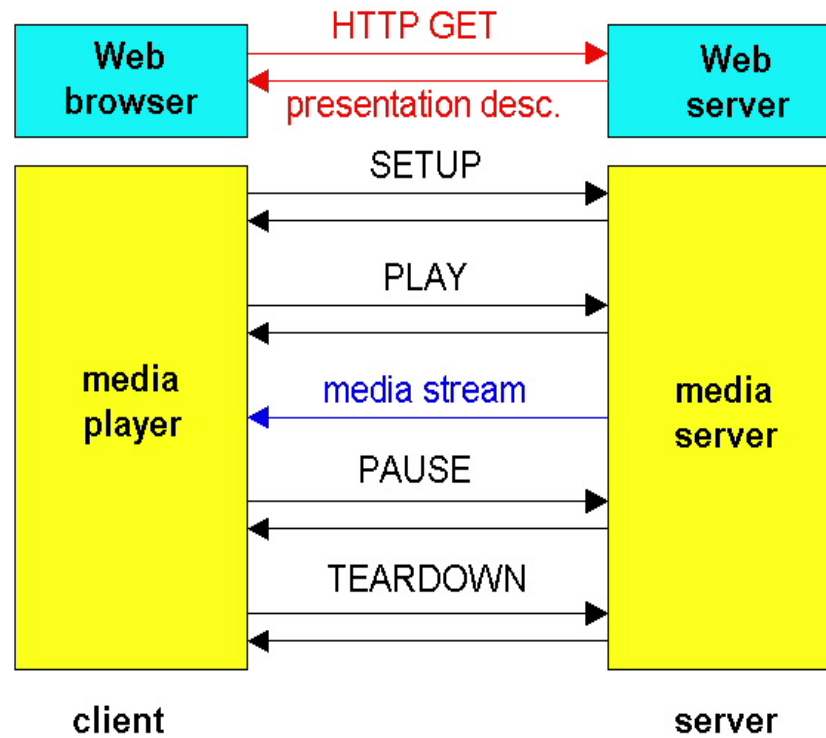 HTTP GET
Web
browser
Web
server
presentation desc.
SETUP
PLAY
media
player
media stream
media
server
PAUSE
TEARDOWN
client
server